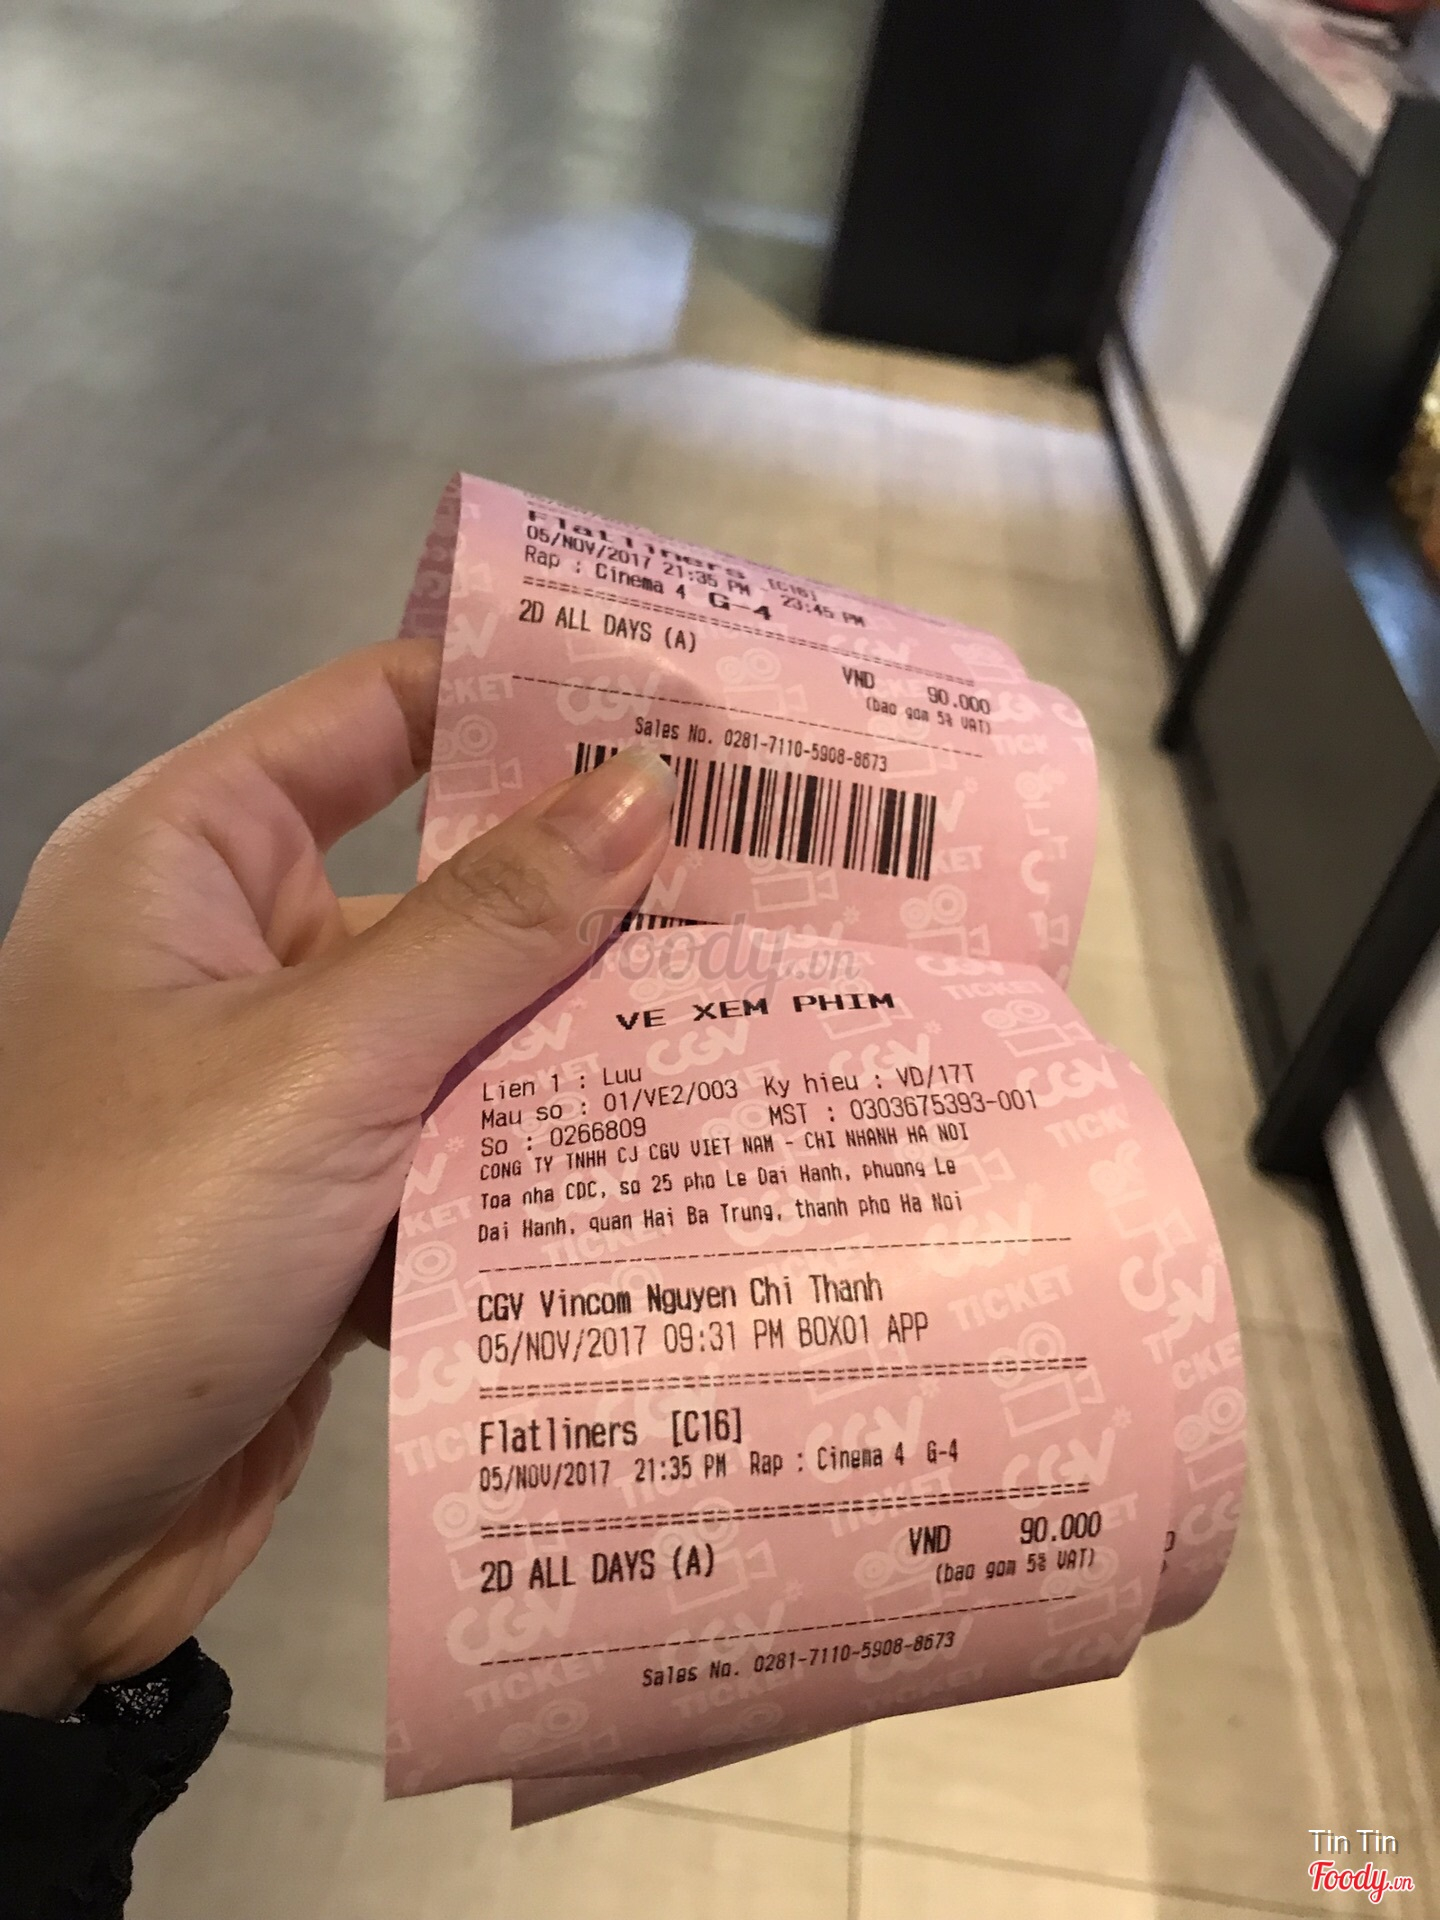 Flatliners [C16]
05/NOV/2017 21:35 PM - 23:45 PM
Rap : Cinema 4 G-4
2D ALL DAYS (A)
VND 90.000
(bao gom 5% VAT)
Sales No. 0281-7110-5908-8673
Foody.vn
VE XEM PHIM
Lien 1 : Luu
Mau so : 01/VE2/003 Ky hieu : VD/17T
So : 0266809 MST : 0303675393-001
CONG TY TNHH CJ CGV VIET NAM - CHI NHANH HA NOI
Toa nha CDC, so 25 pho Le Dai Hanh, phuong Le
Dai Hanh, quan Hai Ba Trung, thanh pho Ha Noi
CGV Vincom Nguyen Chi Thanh
05/NOV/2017 09:31 PM BOX01 APP
Flatliners [C16]
05/NOV/2017 21:35 PM Rap : Cinema 4 G-4
2D ALL DAYS (A) VND 90.000
(bao gom 5% VAT)
Sales No. 0281-7110-5908-8673
Tin Tin
Foody.vn